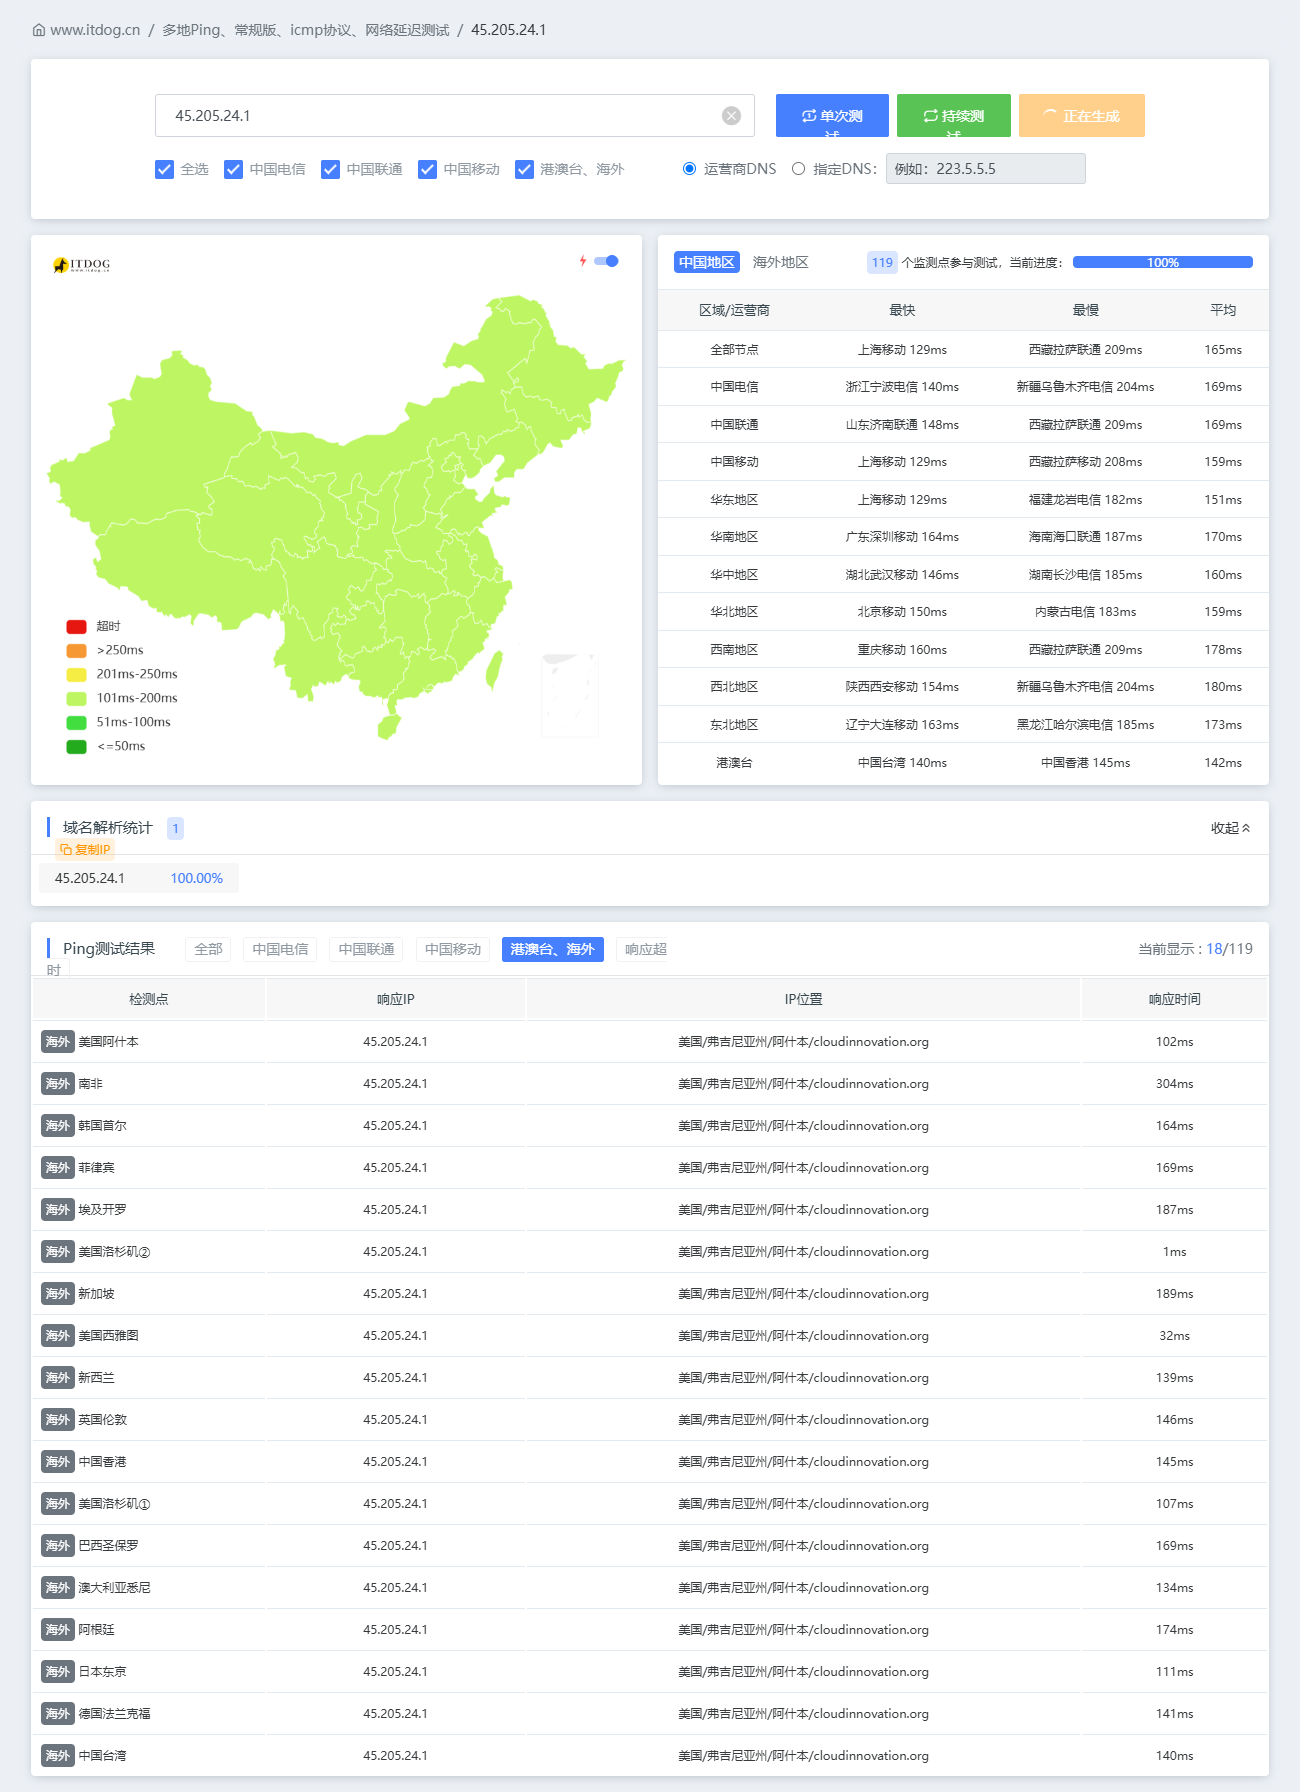 www.itdog.cn / 多地Ping、常规版、icmp协议、网络延迟测试 / 45.205.24.1
45.205.24.1
单次测试
持续测试
正在生成
全选 中国电信 中国联通 中国移动 港澳台、海外 运营商DNS 指定DNS： 例如：223.5.5.5
ITDOG
www.itdog.cn
超时
>250ms
201ms-250ms
101ms-200ms
51ms-100ms
<=50ms
中国地区 海外地区 119 个监测点参与测试，当前进度： 100%
区域/运营商 最快 最慢 平均
全部节点 上海移动 129ms 西藏拉萨联通 209ms 165ms
中国电信 浙江宁波电信 140ms 新疆乌鲁木齐电信 204ms 169ms
中国联通 山东济南联通 148ms 西藏拉萨联通 209ms 169ms
中国移动 上海移动 129ms 西藏拉萨移动 208ms 159ms
华东地区 上海移动 129ms 福建龙岩电信 182ms 151ms
华南地区 广东深圳移动 164ms 海南海口联通 187ms 170ms
华中地区 湖北武汉移动 146ms 湖南长沙电信 185ms 160ms
华北地区 北京移动 150ms 内蒙古电信 183ms 159ms
西南地区 重庆移动 160ms 西藏拉萨联通 209ms 178ms
西北地区 陕西西安移动 154ms 新疆乌鲁木齐电信 204ms 180ms
东北地区 辽宁大连移动 163ms 黑龙江哈尔滨电信 185ms 173ms
港澳台 中国台湾 140ms 中国香港 145ms 142ms
域名解析统计 1 收起
复制IP
45.205.24.1 100.00%
Ping测试结果 全部 中国电信 中国联通 中国移动 港澳台、海外 响应超时 当前显示 : 18/119
检测点 响应IP IP位置 响应时间
海外 美国阿什本 45.205.24.1 美国/弗吉尼亚州/阿什本/cloudinnovation.org 102ms
海外 南非 45.205.24.1 美国/弗吉尼亚州/阿什本/cloudinnovation.org 304ms
海外 韩国首尔 45.205.24.1 美国/弗吉尼亚州/阿什本/cloudinnovation.org 164ms
海外 菲律宾 45.205.24.1 美国/弗吉尼亚州/阿什本/cloudinnovation.org 169ms
海外 埃及开罗 45.205.24.1 美国/弗吉尼亚州/阿什本/cloudinnovation.org 187ms
海外 美国洛杉矶② 45.205.24.1 美国/弗吉尼亚州/阿什本/cloudinnovation.org 1ms
海外 新加坡 45.205.24.1 美国/弗吉尼亚州/阿什本/cloudinnovation.org 189ms
海外 美国西雅图 45.205.24.1 美国/弗吉尼亚州/阿什本/cloudinnovation.org 32ms
海外 新西兰 45.205.24.1 美国/弗吉尼亚州/阿什本/cloudinnovation.org 139ms
海外 英国伦敦 45.205.24.1 美国/弗吉尼亚州/阿什本/cloudinnovation.org 146ms
海外 中国香港 45.205.24.1 美国/弗吉尼亚州/阿什本/cloudinnovation.org 145ms
海外 美国洛杉矶① 45.205.24.1 美国/弗吉尼亚州/阿什本/cloudinnovation.org 107ms
海外 巴西圣保罗 45.205.24.1 美国/弗吉尼亚州/阿什本/cloudinnovation.org 169ms
海外 澳大利亚悉尼 45.205.24.1 美国/弗吉尼亚州/阿什本/cloudinnovation.org 134ms
海外 阿根廷 45.205.24.1 美国/弗吉尼亚州/阿什本/cloudinnovation.org 174ms
海外 日本东京 45.205.24.1 美国/弗吉尼亚州/阿什本/cloudinnovation.org 111ms
海外 德国法兰克福 45.205.24.1 美国/弗吉尼亚州/阿什本/cloudinnovation.org 141ms
海外 中国台湾 45.205.24.1 美国/弗吉尼亚州/阿什本/cloudinnovation.org 140ms